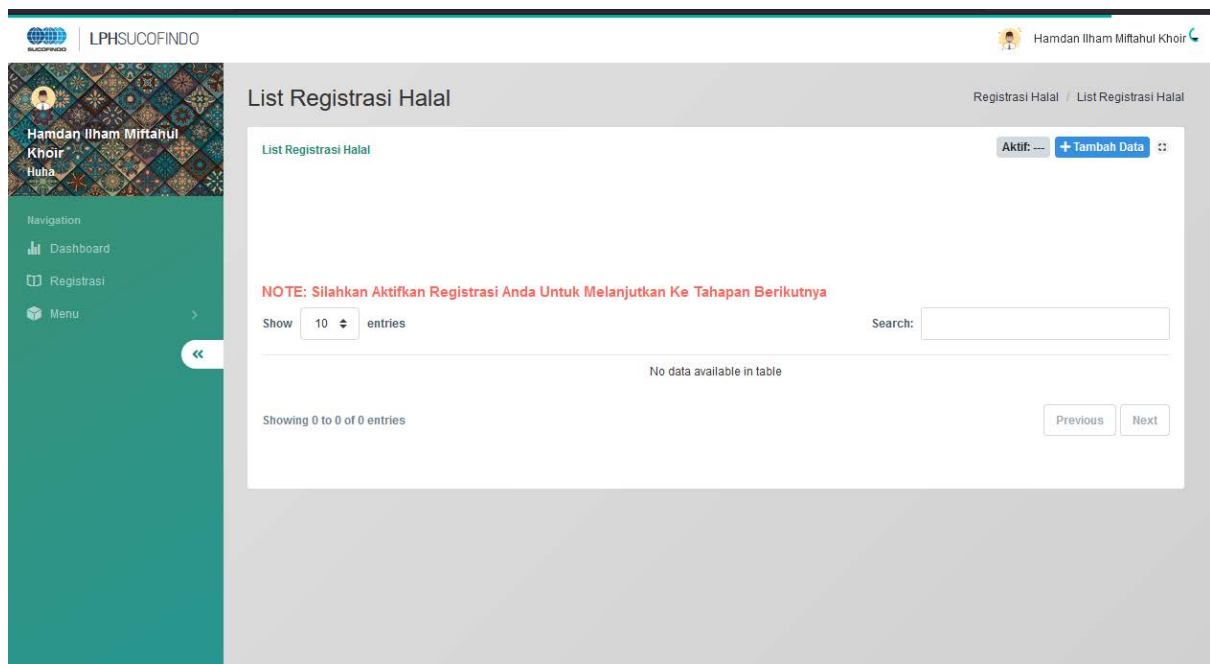 SUCOFINDO
LPHSUCOFINDO
Hamdan Ilham Miftahul Khoir
Hamdan Ilham Miftahul
Khoir
Huha
Navigation
Dashboard
Registrasi
Menu
List Registrasi Halal
Registrasi Halal / List Registrasi Halal
List Registrasi Halal
Aktif: ---
+ Tambah Data
NOTE: Silahkan Aktifkan Registrasi Anda Untuk Melanjutkan Ke Tahapan Berikutnya
Show 10 entries
Search:
No data available in table
Showing 0 to 0 of 0 entries
Previous
Next